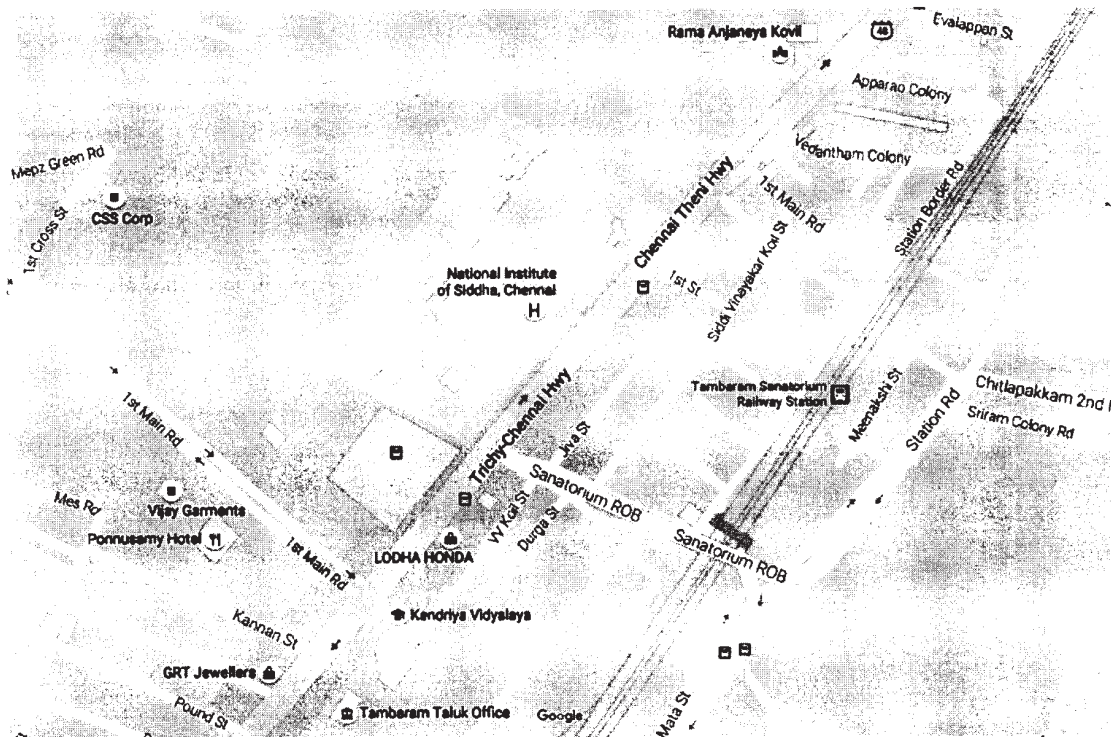 Evalappan St
Rama Anjaneya Kovil
Apparao Colony
Vedantham Colony
Mepz Green Rd
CSS Corp
1st Cross St
Chennai Theni Hwy
1st Main Rd
Station Border Rd
National Institute
of Siddha, Chennai
H
1st St
Siddi Vinayakar Koil St
Tambaram Sanatorium
Railway Station
Meenakshi St
Station Rd
Chitlapakkam 2nd
Sriram Colony Rd
1st Main Rd
Trichy-Chennai Hwy
Jiya St
Sanatorium ROB
VV Koil St
Durga St
Mes Rd
Vijay Garments
Ponnusamy Hotel
1st Main Rd
LODHA HONDA
Sanatorium ROB
Kendriya Vidyalaya
Kannan St
GRT Jewellers
Pound St
Tambaram Taluk Office
Google
Mala St